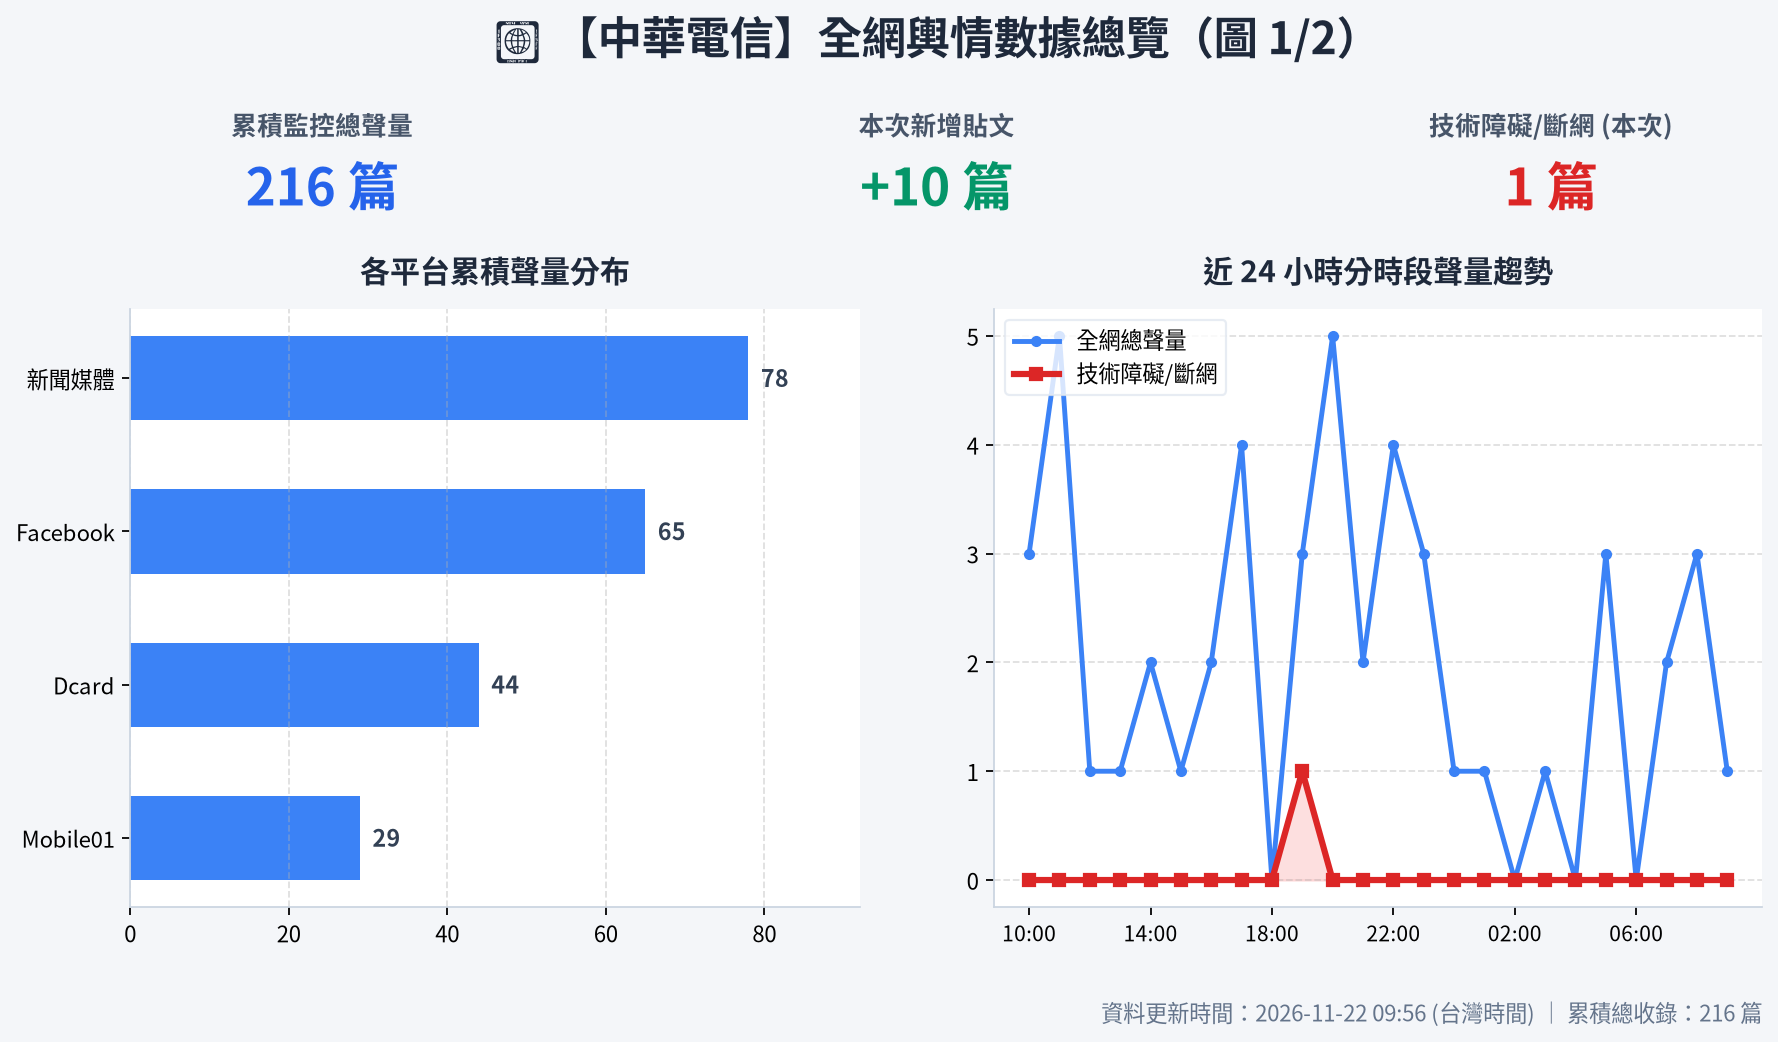 【中華電信】全網輿情數據總覽（圖 1/2）
累積監控總聲量
216 篇
本次新增貼文
+10 篇
技術障礙/斷網 (本次)
1 篇
各平台累積聲量分布
新聞媒體
78
Facebook
65
Dcard
44
Mobile01
29
0 20 40 60 80
近 24 小時分時段聲量趨勢
全網總聲量
技術障礙/斷網
5
4
3
2
1
0
10:00 14:00 18:00 22:00 02:00 06:00
資料更新時間：2026-11-22 09:56 (台灣時間) ｜ 累積總收錄：216 篇